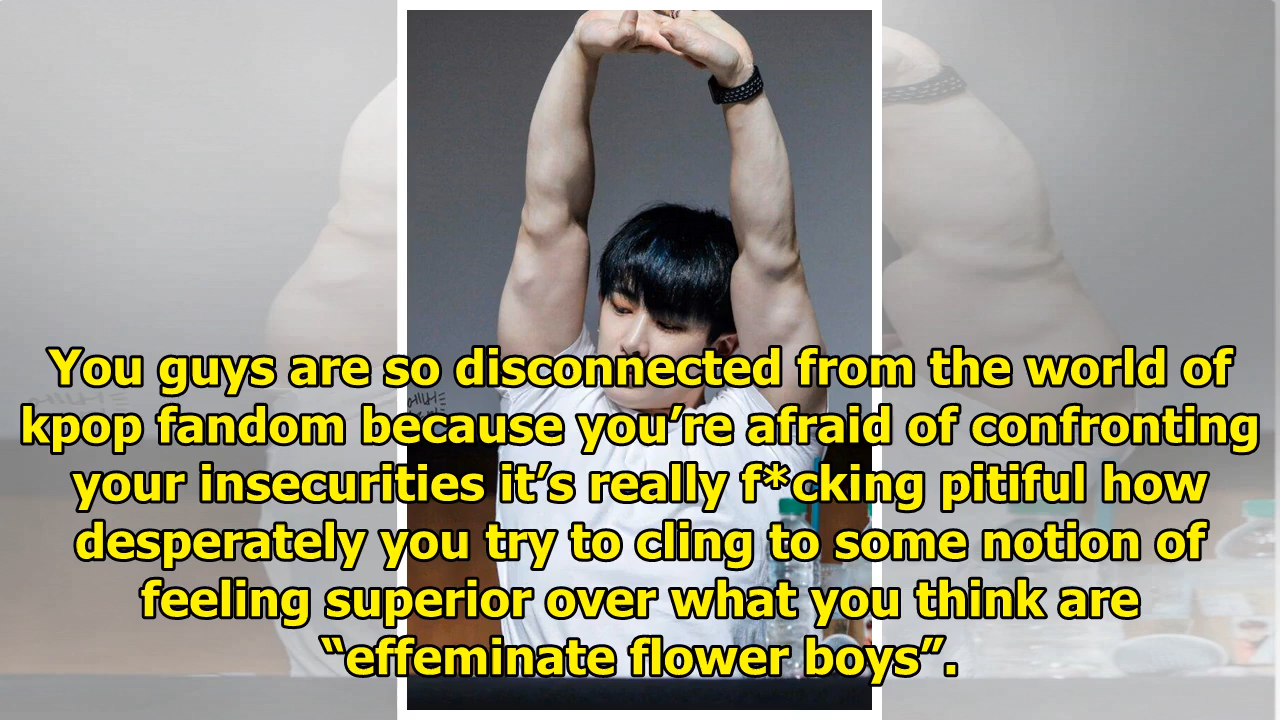 You guys are so disconnected from the world of
kpop fandom because you’re afraid of confronting
your insecurities it’s really f*cking pitiful how
desperately you try to cling to some notion of
feeling superior over what you think are
“effeminate flower boys”.